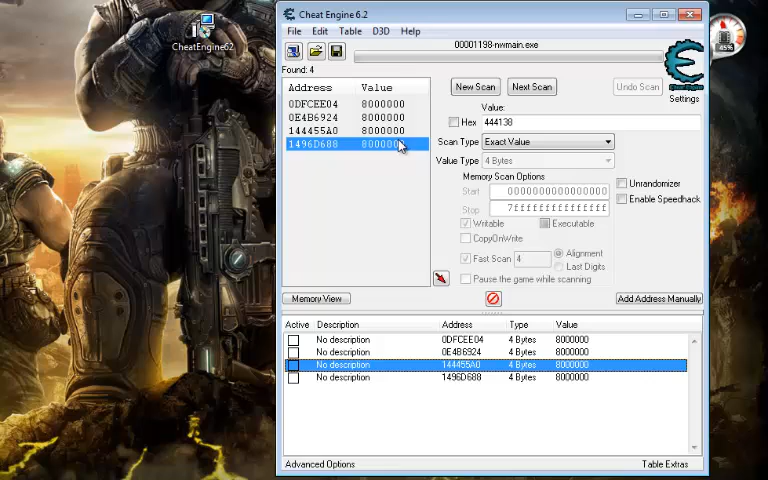 CheatEngine62
Cheat Engine 6.2
File Edit Table D3D Help
00001198-nwmain.exe
45%
Found: 4
Address Value
0DFCEE04 8000000
0E4B6924 8000000
144455A0 8000000
1496D688 8000000
New Scan Next Scan Undo Scan
Cheat Engine
Settings
Value:
Hex 444138
Scan Type Exact Value
Value Type 4 Bytes
Memory Scan Options
Start 0000000000000000
Stop 7fffffffffffffff
Writable Executable
CopyOnWrite
Fast Scan 4 Alignment
Last Digits
Pause the game while scanning
Unrandomizer
Enable Speedhack
Memory View Add Address Manually
Active Description Address Type Value
No description 0DFCEE04 4 Bytes 8000000
No description 0E4B6924 4 Bytes 8000000
No description 144455A0 4 Bytes 8000000
No description 1496D688 4 Bytes 8000000
Advanced Options Table Extras